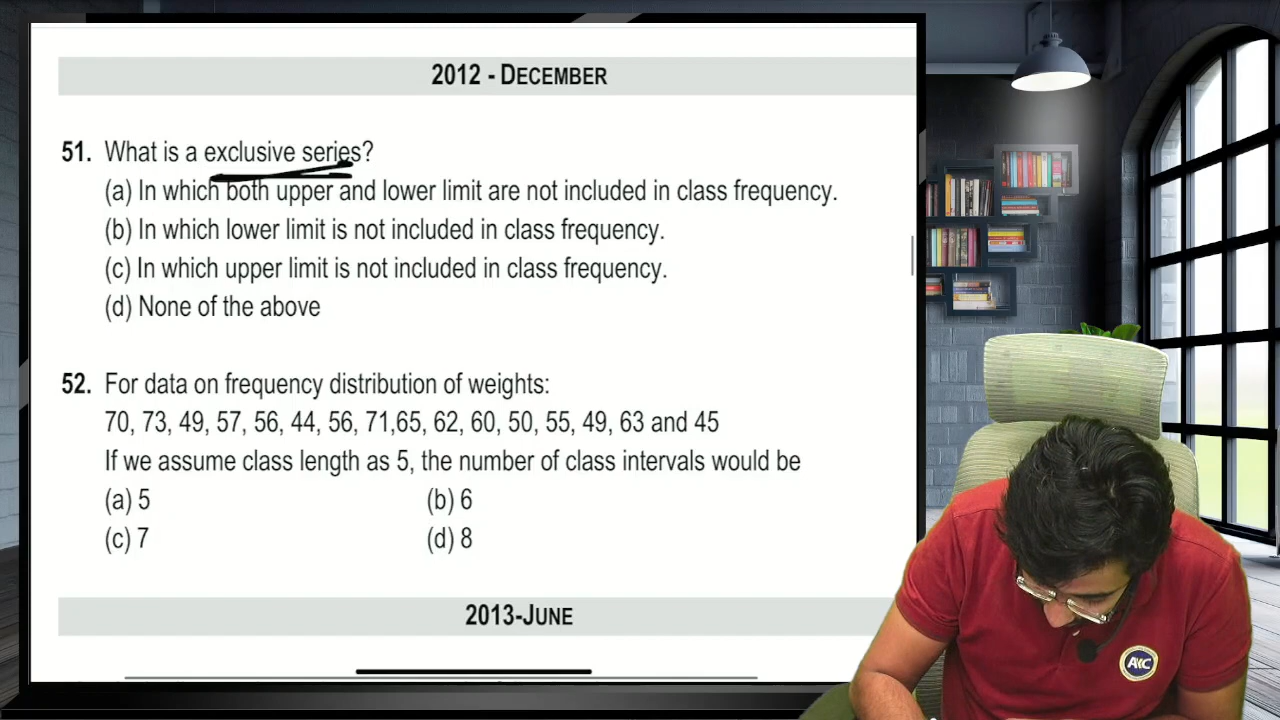 2012 - DECEMBER
51. What is a exclusive series?
(a) In which both upper and lower limit are not included in class frequency.
(b) In which lower limit is not included in class frequency.
(c) In which upper limit is not included in class frequency.
(d) None of the above
52. For data on frequency distribution of weights:
70, 73, 49, 57, 56, 44, 56, 71,65, 62, 60, 50, 55, 49, 63 and 45
If we assume class length as 5, the number of class intervals would be
(a) 5 (b) 6
(c) 7 (d) 8
2013-JUNE
AKC